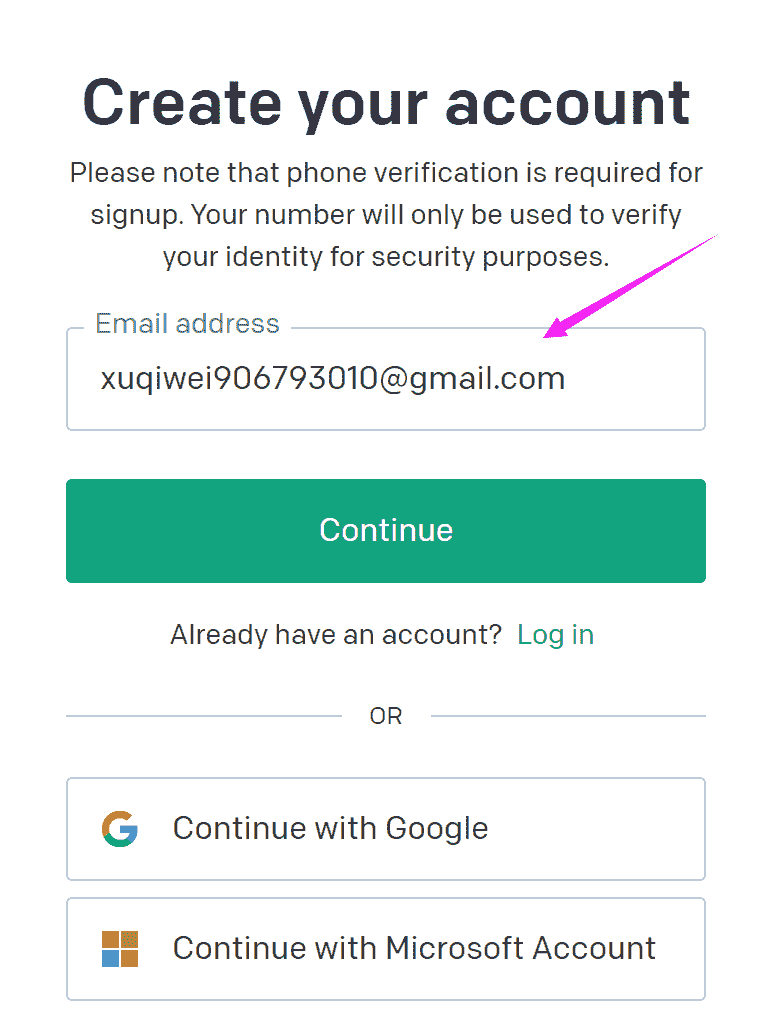 Create your account
Please note that phone verification is required for
signup. Your number will only be used to verify
your identity for security purposes.
Email address
xuqiwei906793010@gmail.com
Continue
Already have an account? Log in
OR
Continue with Google
Continue with Microsoft Account